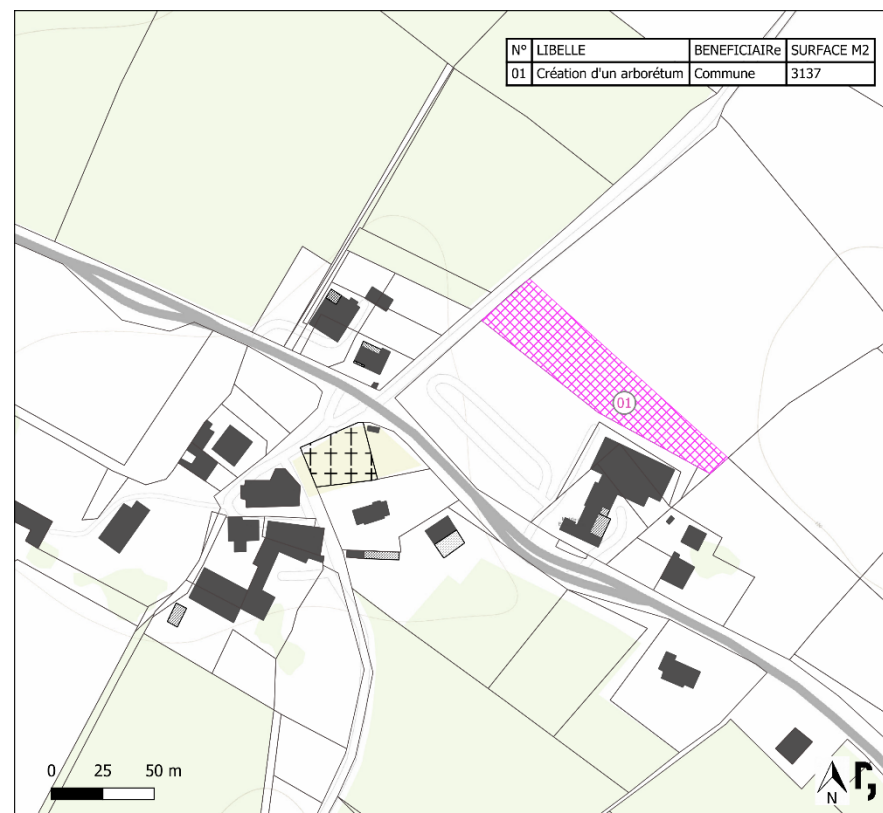 N° LIBELLE BENEFICIAIRe SURFACE M2
01 Création d'un arborétum Commune 3137
01
0 25 50 m
N